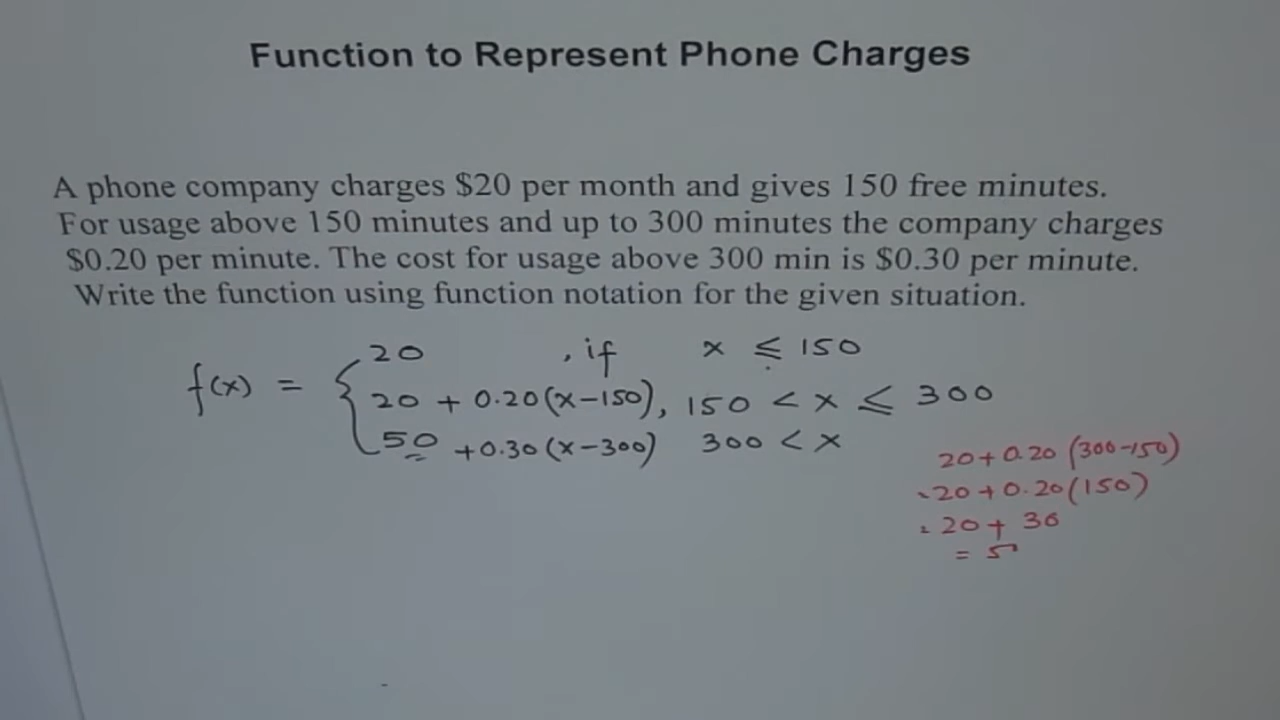 Function to Represent Phone Charges
A phone company charges $20 per month and gives 150 free minutes.
For usage above 150 minutes and up to 300 minutes the company charges
$0.20 per minute. The cost for usage above 300 min is $0.30 per minute.
Write the function using function notation for the given situation.
f(x) = {
20 , if x ≤ 150
20 + 0.20(x-150), 150 < x ≤ 300
50 +0.30(x-300) 300 < x
20+0.20 (300-150)
=20+0.20(150)
= 20+ 30
= 5